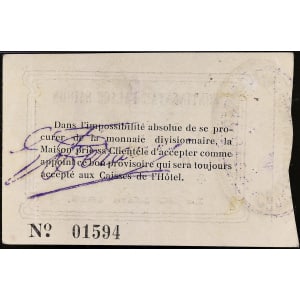 Dans l'impossibilité absolue de se pro-
curer de la monnaie divisionnaire, la
Maison prie sa Clientèle d'accepter comme
appoint ce bon provisoire qui sera toujours
accepté aux Caisses de l'Hôtel.
Nº 01594